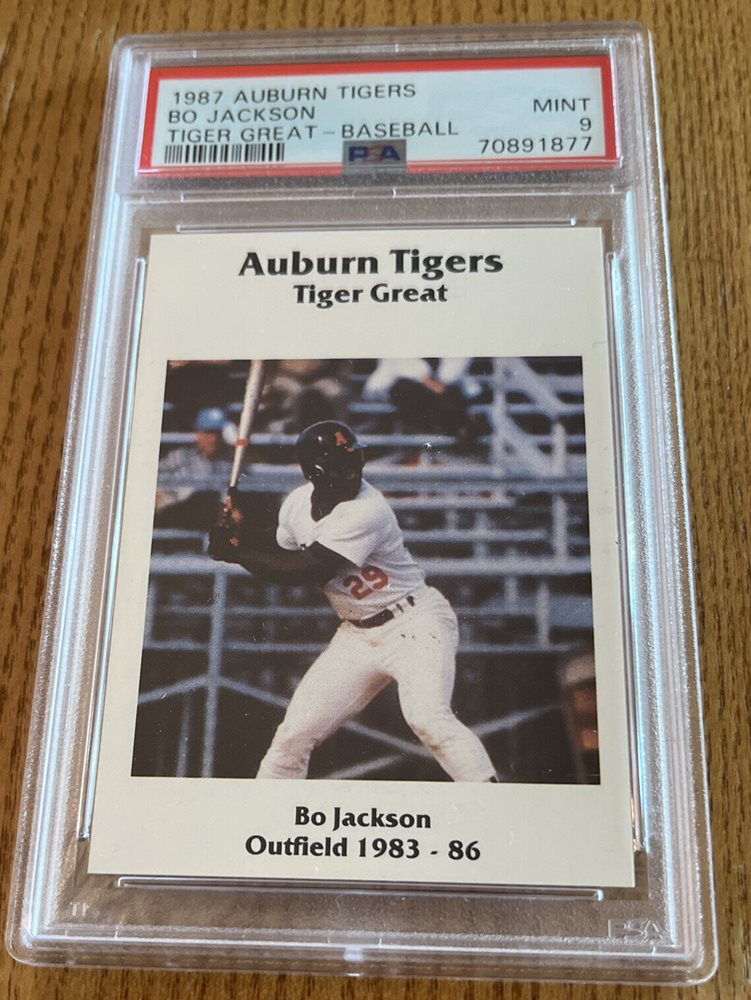 1987 AUBURN TIGERS
BO JACKSON MINT
TIGER GREAT - BASEBALL 9
PSA 70891877
Auburn Tigers
Tiger Great
A
29
Bo Jackson
Outfield 1983 - 86
PSA